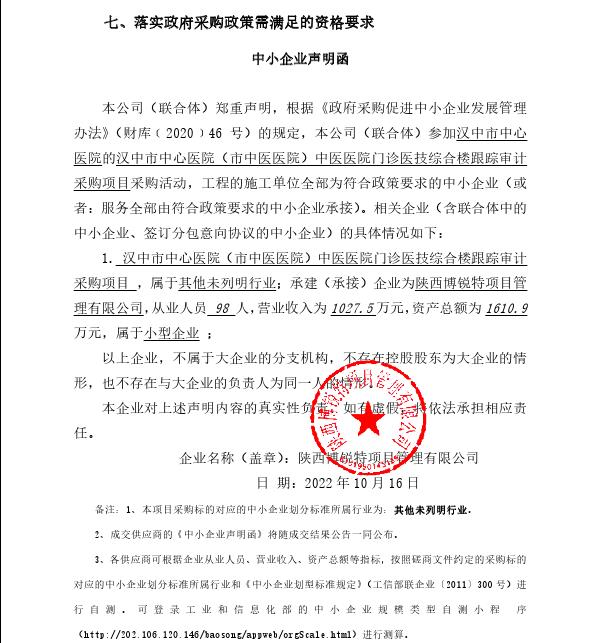 七、落实政府采购政策需满足的资格要求
中小企业声明函
本公司（联合体）郑重声明，根据《政府采购促进中小企业发展管理
办法》（财库﹝2020﹞46 号）的规定，本公司（联合体）参加汉中市中心
医院的汉中市中心医院（市中医医院）中医医院门诊医技综合楼跟踪审计
采购项目采购活动，工程的施工单位全部为符合政策要求的中小企业（或
者：服务全部由符合政策要求的中小企业承接）。相关企业（含联合体中的
中小企业、签订分包意向协议的中小企业）的具体情况如下：
1. 汉中市中心医院（市中医医院）中医医院门诊医技综合楼跟踪审计
采购项目 ，属于其他未列明行业；承建（承接）企业为陕西博锐特项目管
理有限公司，从业人员 98 人，营业收入为 1027.5 万元，资产总额为 1610.9
万元，属于小型企业 ；
以上企业，不属于大企业的分支机构，不存在控股股东为大企业的情
形，也不存在与大企业的负责人为同一人的情形。
本企业对上述声明内容的真实性负责。如有虚假，将依法承担相应责
任。
企业名称（盖章）：陕西博锐特项目管理有限公司
日 期：2022 年 10 月 16 日
备注：1、本项目采购标的对应的中小企业划分标准所属行业为：其他未列明行业。
2、成交供应商的《中小企业声明函》将随成交结果公告一同公布。
3、各供应商可根据企业从业人员、营业收入、资产总额等指标，按照磋商文件约定的采购标的
对应的中小企业划分标准所属行业和《中小企业划型标准规定》（工信部联企业〔2011〕300 号）进
行自测．可登录工业和信息化部的中小企业规模类型自测小程 序
（http://202.106.120.146/baosong/appweb/orgScale.html）进行测算．
陕西博锐特项目管理有限公司